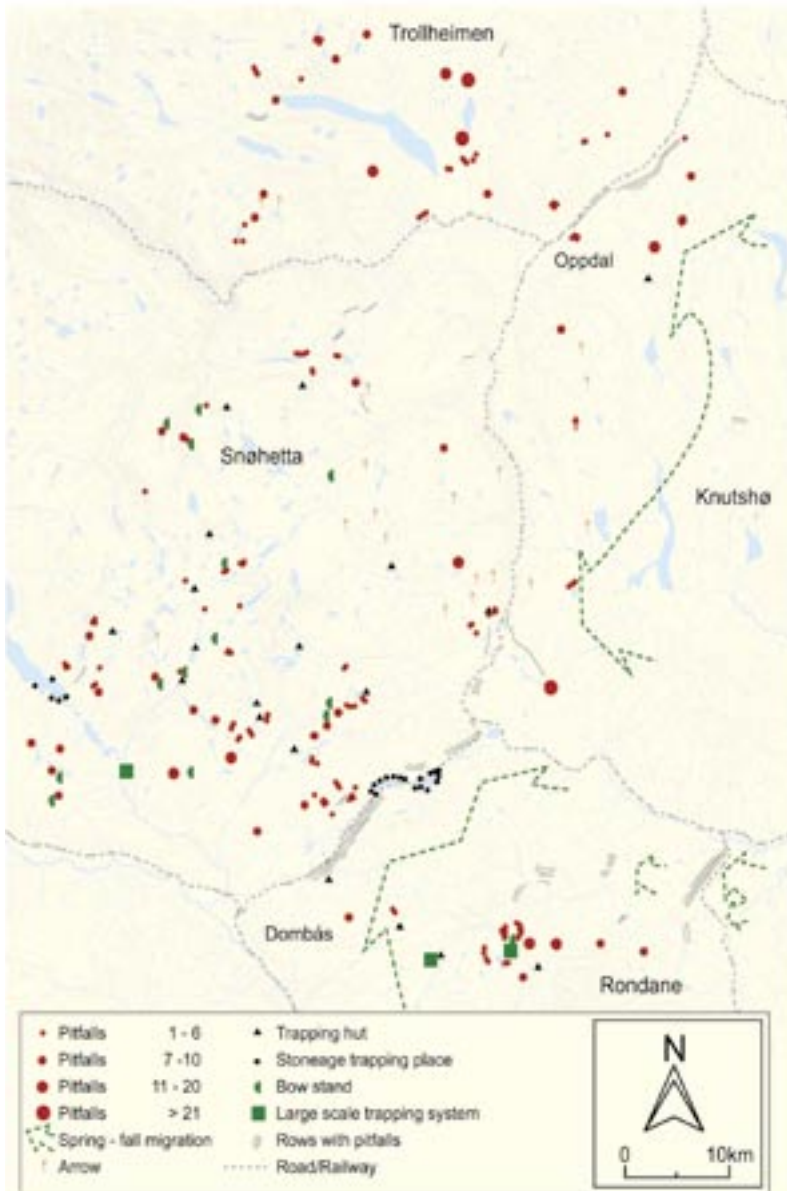 Trollheimen
Oppdal
Snøhetta
Knutshø
Dombås
Rondane
Pitfalls 1 - 6
Pitfalls 7 -10
Pitfalls 11 - 20
Pitfalls > 21
Spring - fall migration
Arrow
Trapping hut
Stoneage trapping place
Bow stand
Large scale trapping system
Rows with pitfalls
Road/Railway
N
0 10km